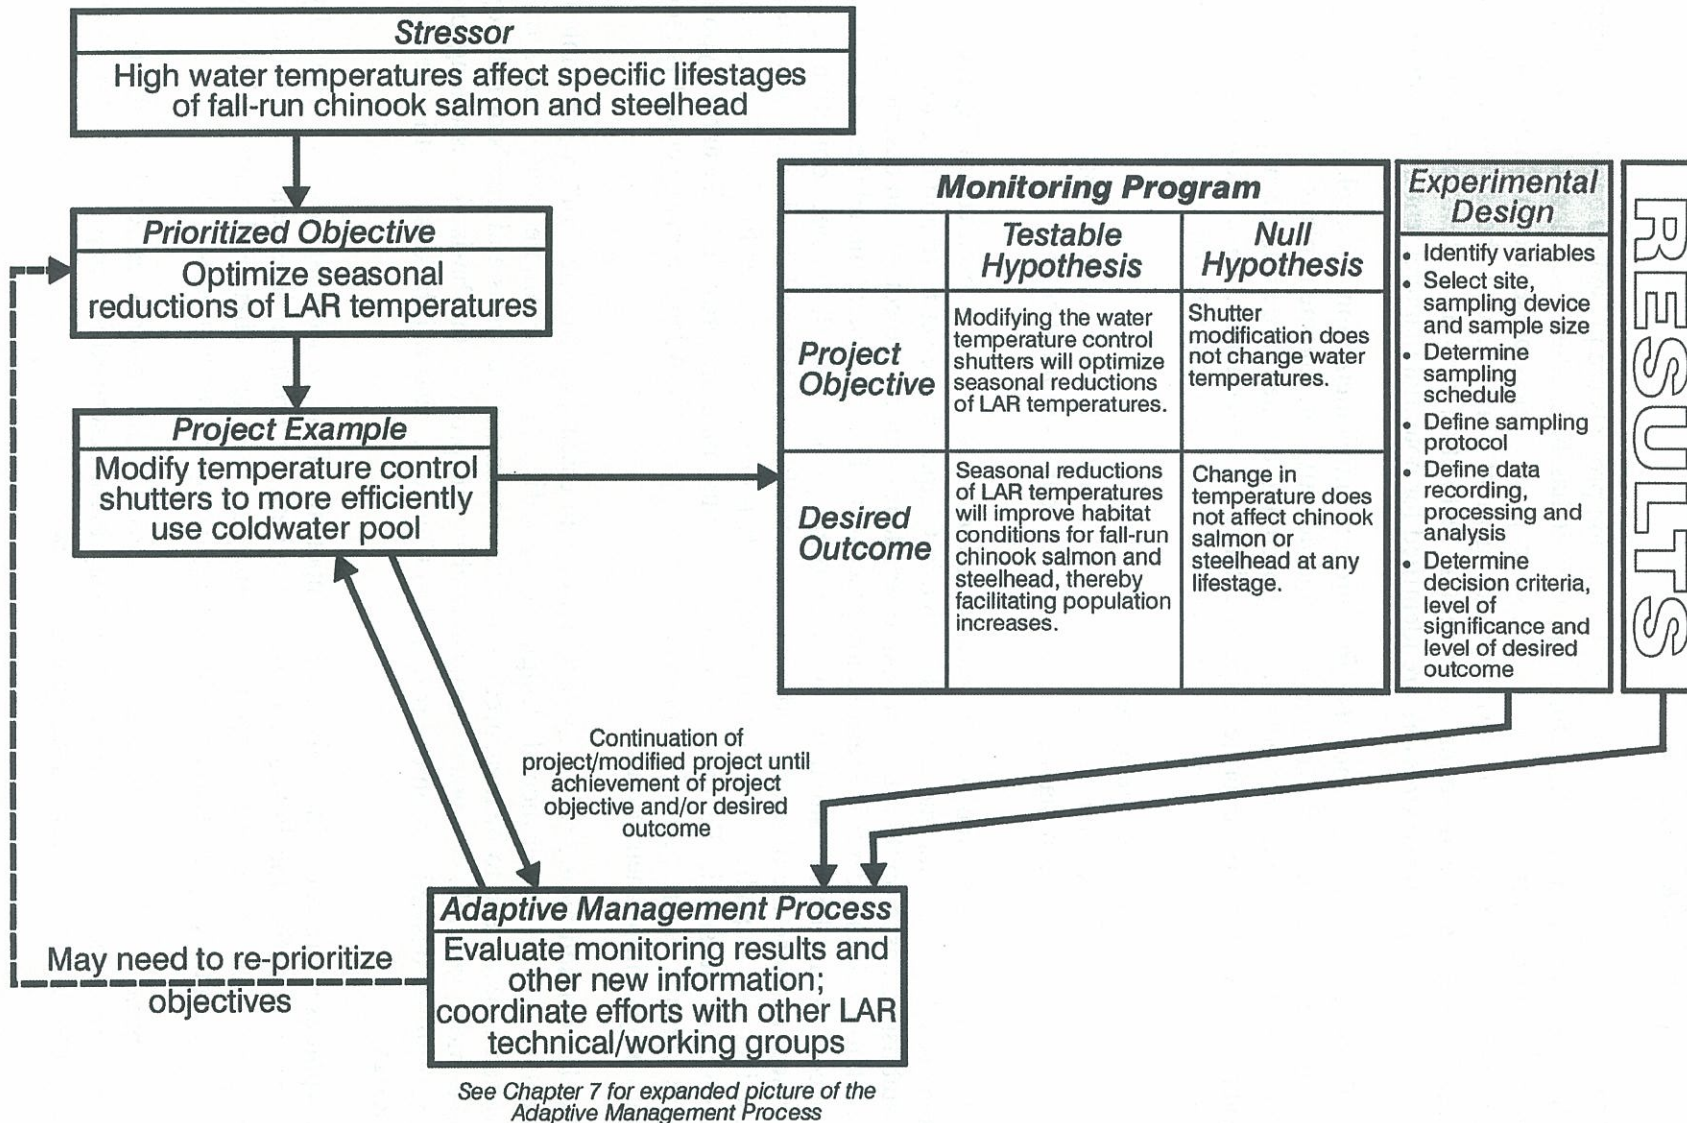 Stressor
High water temperatures affect specific lifestages
of fall-run chinook salmon and steelhead
Prioritized Objective
Optimize seasonal
reductions of LAR temperatures
Project Example
Modify temperature control
shutters to more efficiently
use coldwater pool
Monitoring Program
Testable
Hypothesis
Null
Hypothesis
Project
Objective
Modifying the water
temperature control
shutters will optimize
seasonal reductions
of LAR temperatures.
Shutter
modification does
not change water
temperatures.
Desired
Outcome
Seasonal reductions
of LAR temperatures
will improve habitat
conditions for fall-run
chinook salmon and
steelhead, thereby
facilitating population
increases.
Change in
temperature does
not affect chinook
salmon or
steelhead at any
lifestage.
Experimental
Design
• Identify variables
• Select site,
sampling device
and sample size
• Determine
sampling
schedule
• Define sampling
protocol
• Define data
recording,
processing and
analysis
• Determine
decision criteria,
level of
significance and
level of desired
outcome
RESULTS
Continuation of
project/modified project until
achievement of project
objective and/or desired
outcome
Adaptive Management Process
Evaluate monitoring results and
other new information;
coordinate efforts with other LAR
technical/working groups
May need to re-prioritize
objectives
See Chapter 7 for expanded picture of the
Adaptive Management Process